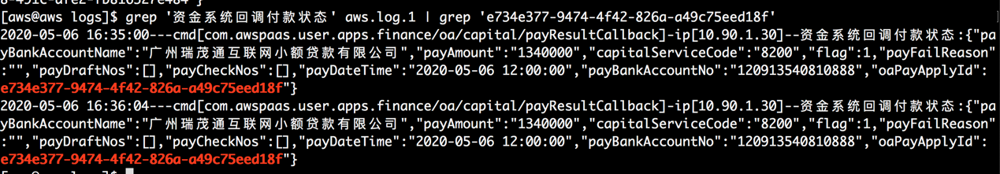 [aws@aws logs]$ grep '资金系统回调付款状态' aws.log.1 | grep 'e734e377-9474-4f42-826a-a49c75eed18f'
2020-05-06 16:35:00---cmd[com.awspaas.user.apps.finance/oa/capital/payResultCallback]-ip[10.90.1.30]--资金系统回调付款状态:{"pa
yBankAccountName":"广州瑞茂通互联网小额贷款有限公司","payAmount":"1340000","capitalServiceCode":"8200","flag":1,"payFailReason"
:"","payDraftNos":[],"payCheckNos":[],"payDateTime":"2020-05-06 12:00:00","payBankAccountNo":"120913540810888","oaPayApplyId":
e734e377-9474-4f42-826a-a49c75eed18f"}
2020-05-06 16:36:04---cmd[com.awspaas.user.apps.finance/oa/capital/payResultCallback]-ip[10.90.1.30]--资金系统回调付款状态:{"pa
yBankAccountName":"广州瑞茂通互联网小额贷款有限公司","payAmount":"1340000","capitalServiceCode":"8200","flag":1,"payFailReason"
:"","payDraftNos":[],"payCheckNos":[],"payDateTime":"2020-05-06 12:00:00","payBankAccountNo":"120913540810888","oaPayApplyId":
e734e377-9474-4f42-826a-a49c75eed18f"}